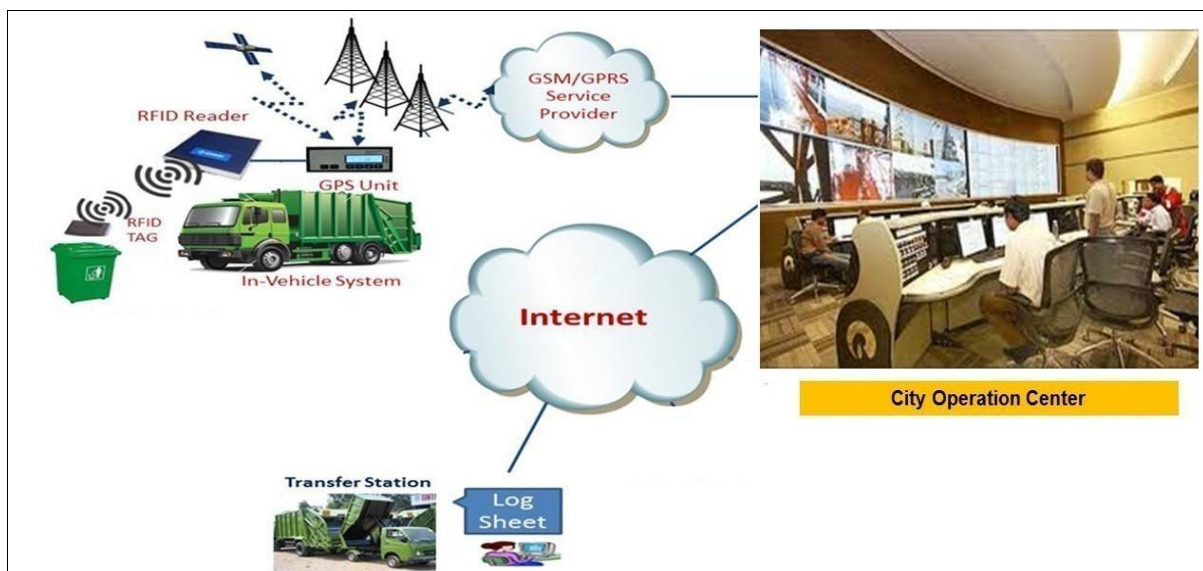 RFID Reader
GSM/GPRS
Service
Provider
GPS Unit
RFID
TAG
In-Vehicle System
Internet
City Operation Center
Transfer Station
Log
Sheet